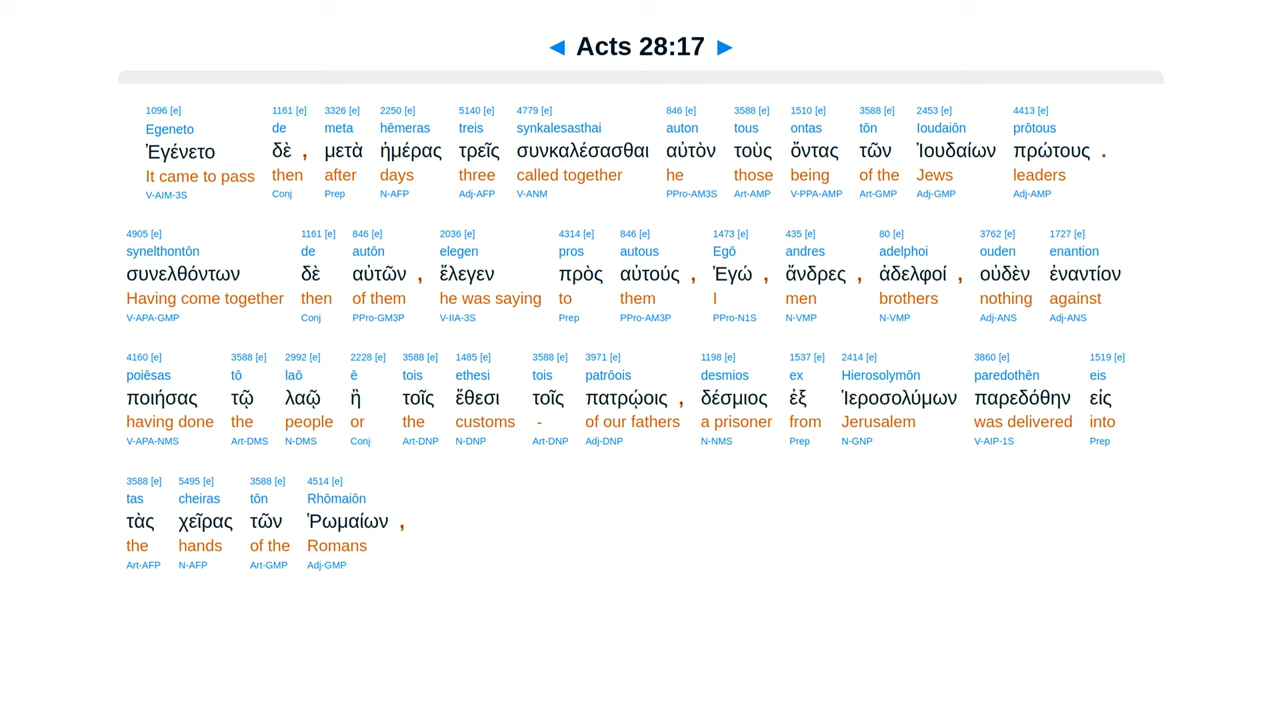 ◄ Acts 28:17 ►
1096 [e] 1161 [e] 3326 [e] 2250 [e] 5140 [e] 4779 [e] 846 [e] 3588 [e] 1510 [e] 3588 [e] 2453 [e] 4413 [e]
Egeneto de meta hēmeras treis synkalesasthai auton tous ontas tōn Ioudaiōn prōtous
Ἐγένετο δὲ , μετὰ ἡμέρας τρεῖς συνκαλέσασθαι αὐτὸν τοὺς ὄντας τῶν Ἰουδαίων πρώτους .
It came to pass then after days three called together he those being of the Jews leaders
V-AIM-3S Conj Prep N-AFP Adj-AFP V-ANM PPro-AM3S Art-AMP V-PPA-AMP Art-GMP Adj-GMP Adj-AMP
4905 [e] 1161 [e] 846 [e] 2036 [e] 4314 [e] 846 [e] 1473 [e] 435 [e] 80 [e] 3762 [e] 1727 [e]
synelthontōn de autōn elegen pros autous Egō andres adelphoi ouden enantion
συνελθόντων δὲ αὐτῶν , ἔλεγεν πρὸς αὐτούς , Ἐγώ , ἄνδρες , ἀδελφοί , οὐδὲν ἐναντίον
Having come together then of them he was saying to them I men brothers nothing against
V-APA-GMP Conj PPro-GM3P V-IIA-3S Prep PPro-AM3P PPro-N1S N-VMP N-VMP Adj-ANS Adj-ANS
4160 [e] 3588 [e] 2992 [e] 2228 [e] 3588 [e] 1485 [e] 3588 [e] 3971 [e] 1198 [e] 1537 [e] 2414 [e] 3860 [e] 1519 [e]
poiēsas tō laō ē tois ethesi tois patrōois desmios ex Hierosolymōn paredothēn eis
ποιήσας τῷ λαῷ ἢ τοῖς ἔθεσι τοῖς πατρῴοις , δέσμιος ἐξ Ἱεροσολύμων παρεδόθην εἰς
having done the people or the customs - of our fathers a prisoner from Jerusalem was delivered into
V-APA-NMS Art-DMS N-DMS Conj Art-DNP N-DNP Art-DNP Adj-DNP N-NMS Prep N-GNP V-AIP-1S Prep
3588 [e] 5495 [e] 3588 [e] 4514 [e]
tas cheiras tōn Rhōmaiōn
τὰς χεῖρας τῶν Ῥωμαίων ,
the hands of the Romans
Art-AFP N-AFP Art-GMP Adj-GMP